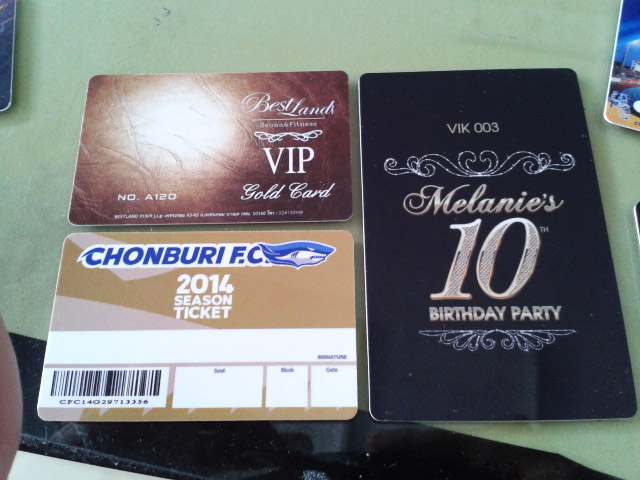 BestLand
Sauna&Fitness
VIP
NO. A120
Gold Card
CHONBURI F.C.
2014
SEASON
TICKET
SIGNATURE
Seat Block Gate
CFC14G29713356
VIK 003
Melanie's
10TH
BIRTHDAY PARTY